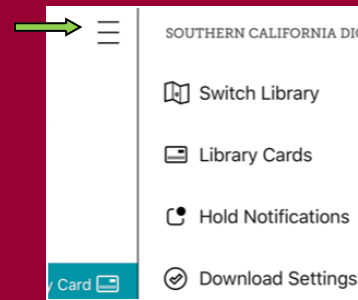 SOUTHERN CALIFORNIA
Switch Library
Library Cards
Hold Notifications
Download Settings
Card